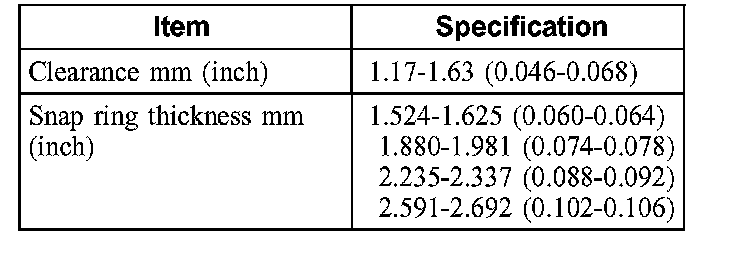 Item Specification
Clearance mm (inch) 1.17-1.63 (0.046-0.068)
Snap ring thickness mm 1.524-1.625 (0.060-0.064)
(inch) 1.880-1.981 (0.074-0.078)
2.235-2.337 (0.088-0.092)
2.591-2.692 (0.102-0.106)